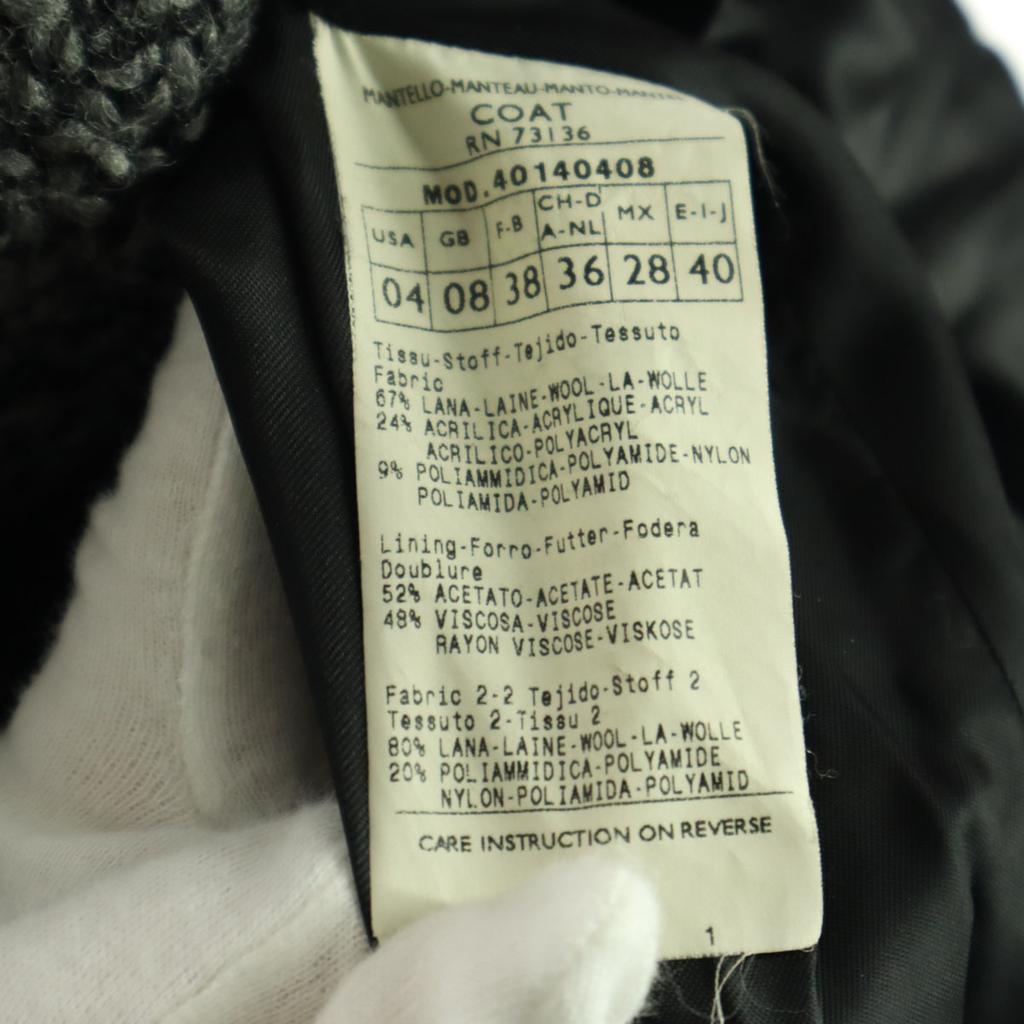 MANTELLO-MANTEAU-MANTO-MANTEL
COAT
RN 73136
MOD.40140408
USA GB F-B CH-D A-NL MX E-I-J
04 08 38 36 28 40
Tissu-Stoff-Tejido-Tessuto
Fabric
67% LANA-LAINE-WOOL-LA-WOLLE
24% ACRILICA-ACRYLIQUE-ACRYL
ACRILICO-POLYACRYL
9% POLIAMMIDICA-POLYAMIDE-NYLON
POLIAMIDA-POLYAMID
Lining-Forro-Futter-Fodera
Doublure
52% ACETATO-ACETATE-ACETAT
48% VISCOSA-VISCOSE
RAYON VISCOSE-VISKOSE
Fabric 2-2 Tejido-Stoff 2
Tessuto 2-Tissu 2
80% LANA-LAINE-WOOL-LA-WOLLE
20% POLIAMMIDICA-POLYAMIDE
NYLON-POLIAMIDA-POLYAMID
CARE INSTRUCTION ON REVERSE
1